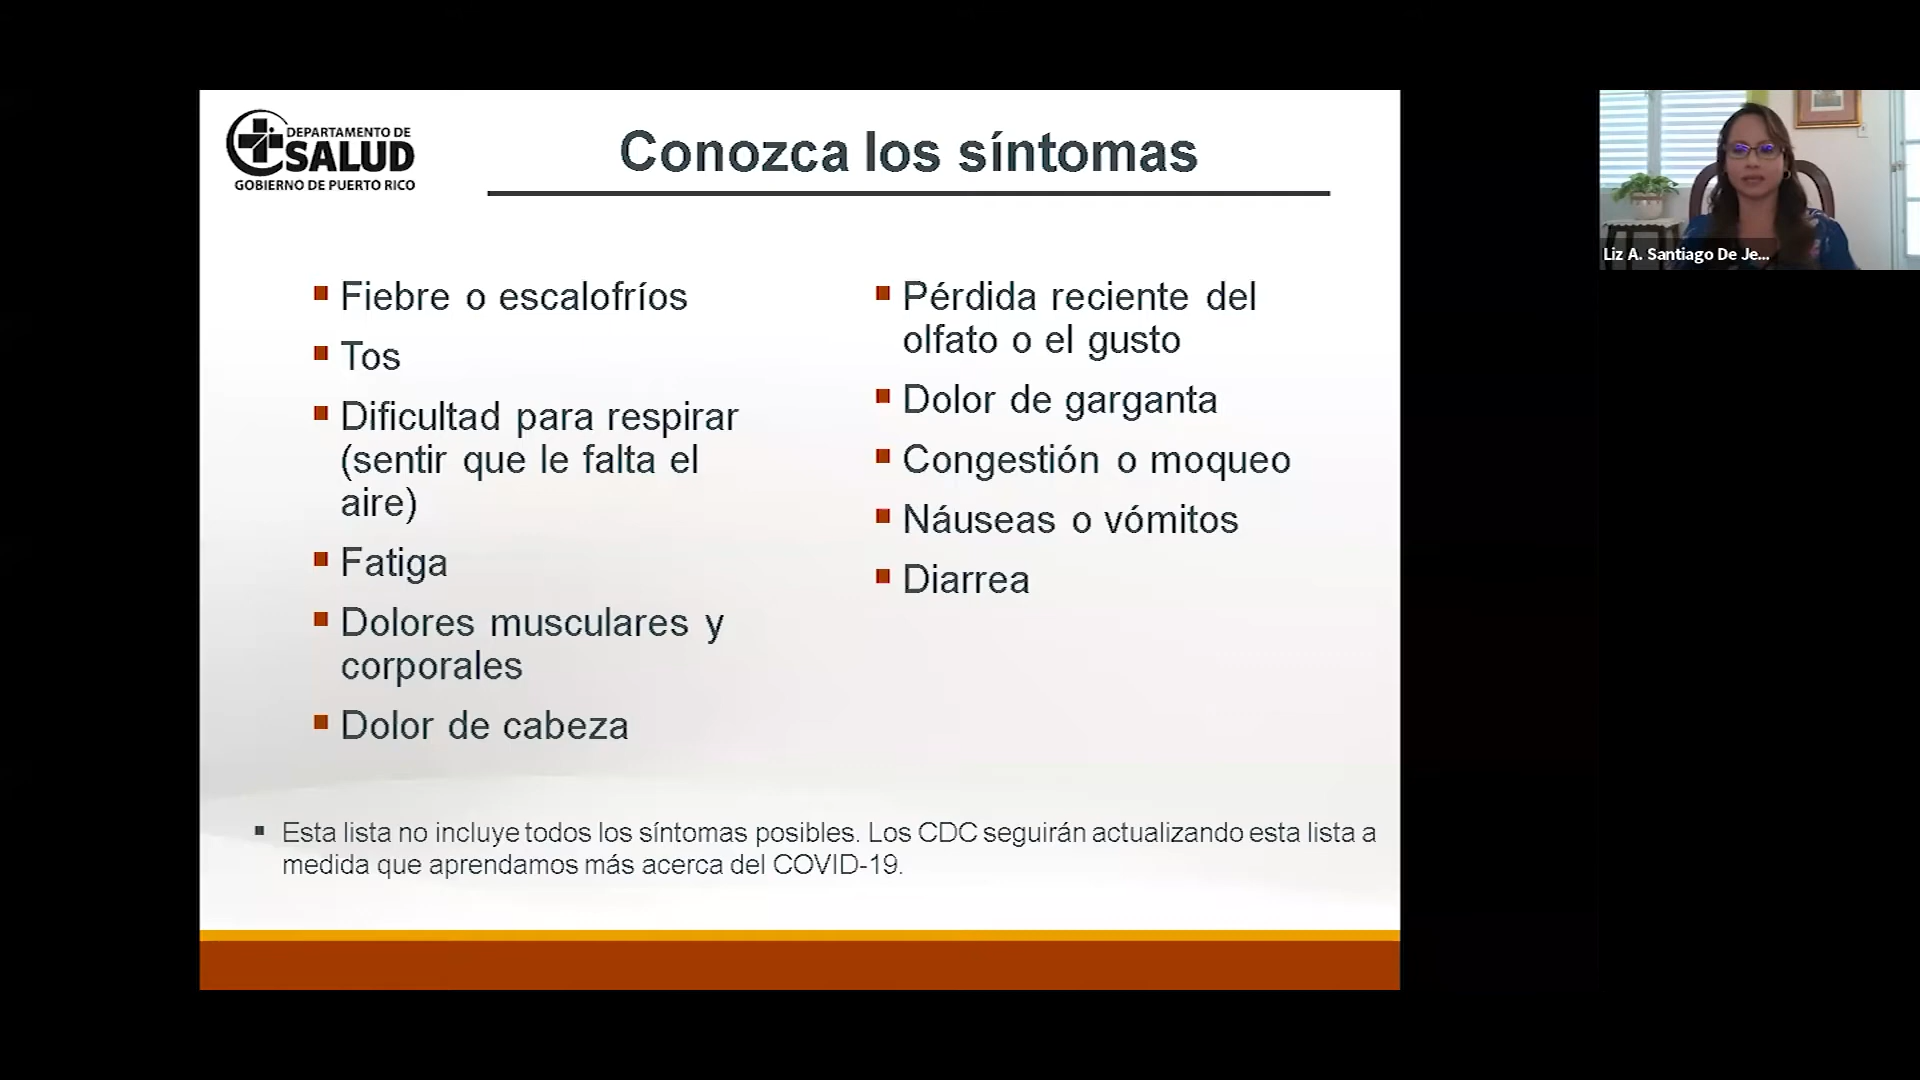 DEPARTAMENTO DE
SALUD
GOBIERNO DE PUERTO RICO
Conozca los síntomas
Fiebre o escalofríos
Tos
Dificultad para respirar
(sentir que le falta el
aire)
Fatiga
Dolores musculares y
corporales
Dolor de cabeza
Pérdida reciente del
olfato o el gusto
Dolor de garganta
Congestión o moqueo
Náuseas o vómitos
Diarrea
Esta lista no incluye todos los síntomas posibles. Los CDC seguirán actualizando esta lista a
medida que aprendamos más acerca del COVID-19.
Liz A. Santiago De Je...